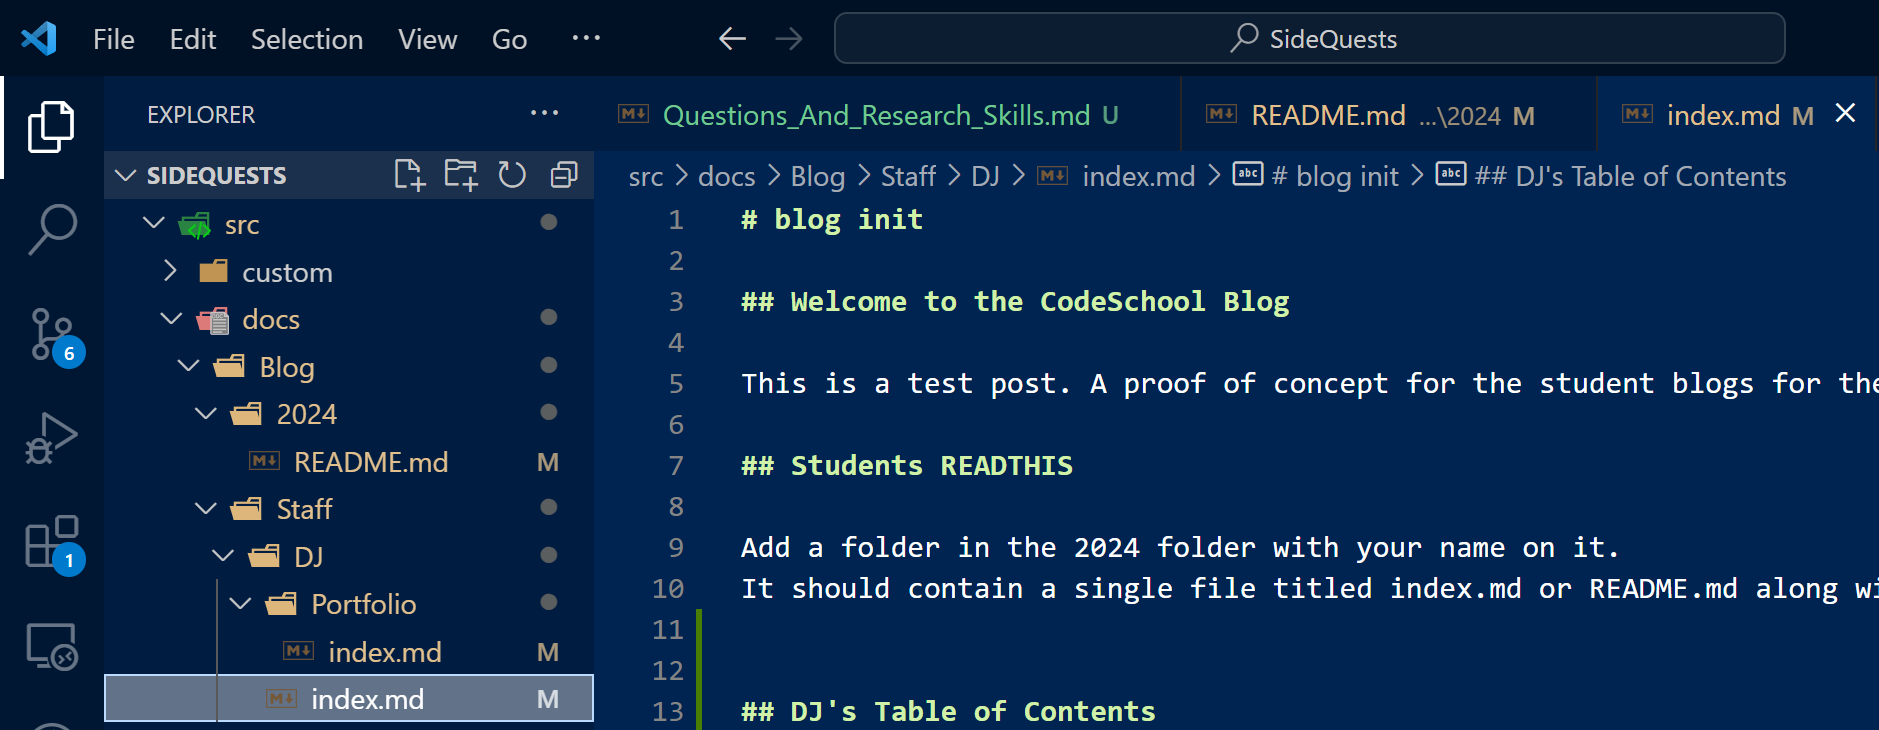 File Edit Selection View Go ··· SideQuests
EXPLORER ···
Questions_And_Research_Skills.md U README.md ...\2024 M index.md M
SIDEQUESTS
src > docs > Blog > Staff > DJ > index.md > # blog init > ## DJ's Table of Contents
src
custom
docs
Blog
2024
README.md M
Staff
DJ
Portfolio
index.md M
index.md M
6
1
1 # blog init
2
3 ## Welcome to the CodeSchool Blog
4
5 This is a test post. A proof of concept for the student blogs for the
6
7 ## Students READTHIS
8
9 Add a folder in the 2024 folder with your name on it.
10 It should contain a single file titled index.md or README.md along wi
11
12
13 ## DJ's Table of Contents